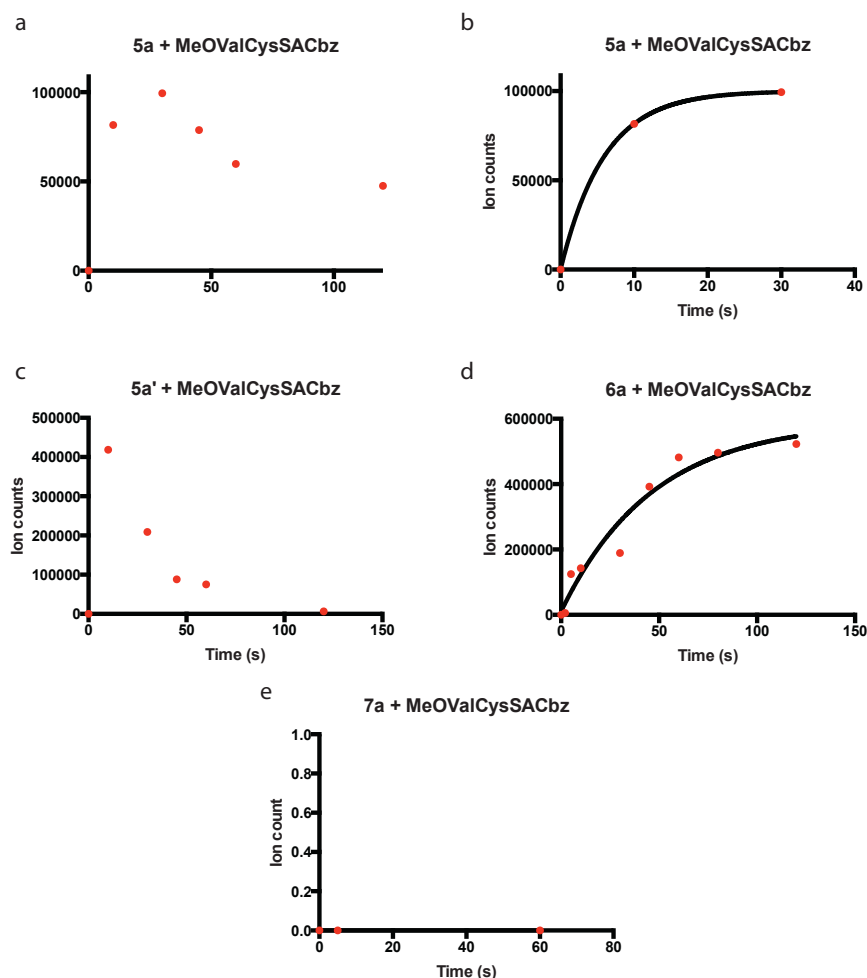 a
5a + MeOValCysSACbz
100000
50000
0
0
50
100
b
5a + MeOValCysSACbz
Ion counts
100000
50000
0
0
10
20
30
40
Time (s)
c
5a' + MeOValCysSACbz
Ion counts
500000
400000
300000
200000
100000
0
0
50
100
150
Time (s)
d
6a + MeOValCysSACbz
Ion counts
600000
400000
200000
0
0
50
100
150
Time (s)
e
7a + MeOValCysSACbz
Ion count
1.0
0.8
0.6
0.4
0.2
0.0
0
20
40
60
80
Time (s)